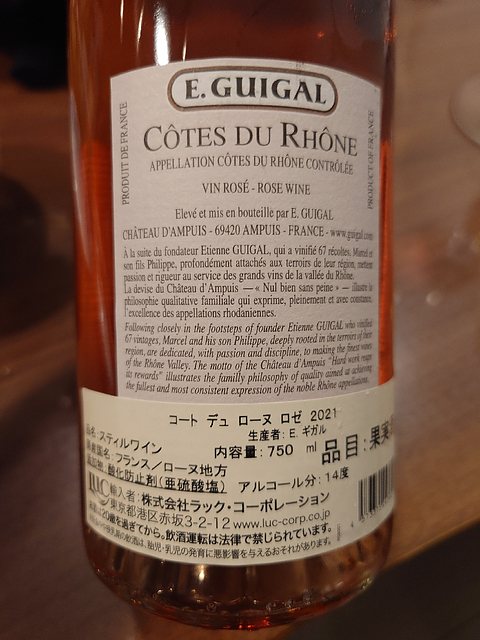 E. GUIGAL
CÔTES DU RHÔNE
APPELLATION CÔTES DU RHÔNE CONTRÔLÉE
PRODUIT DE FRANCE
PRODUCT OF FRANCE
VIN ROSÉ - ROSE WINE
Elevé et mis en bouteille par E. GUIGAL
CHÂTEAU D'AMPUIS - 69420 AMPUIS - FRANCE - www.guigal.com
À la suite du fondateur Etienne GUIGAL, qui a vinifié 67 récoltes, Marcel et
son fils Philippe, profondément attachés aux terroirs de leur région, mettent
passion et rigueur au service des grands vins de la vallée du Rhône.
La devise du Château d'Ampuis — « Nul bien sans peine » — illustre la
philosophie qualitative familiale qui exprime, pleinement et avec constance,
l'excellence des appellations rhodaniennes.
Following closely in the footsteps of founder Etienne GUIGAL who vinified
67 vintages, Marcel and his son Philippe, deeply rooted in the terroirs of their
region, are dedicated, with passion and discipline, to making the finest wines
of the Rhône Valley. The motto of the Château d'Ampuis "Hard work reaps
its rewards" illustrates the familly philosophy of quality aimed at achieving
the fullest and most consistent expression of the noble Rhône appellations.
コート デュ ローヌ ロゼ 2021
生産者: E. ギガル
品名: スティルワイン
内容量: 750 ml 品目: 果実
フランス/ローヌ地方
酸化防止剤(亜硫酸塩) アルコール分: 14度
LUC 輸入者: 株式会社ラック・コーポレーション
東京都港区赤坂3-2-12 www.luc-corp.co.jp
20歳を過ぎてから。飲酒運転は法律で禁じられています。
の飲酒は、胎児・乳児の発育に悪影響を与えるおそれがあります。